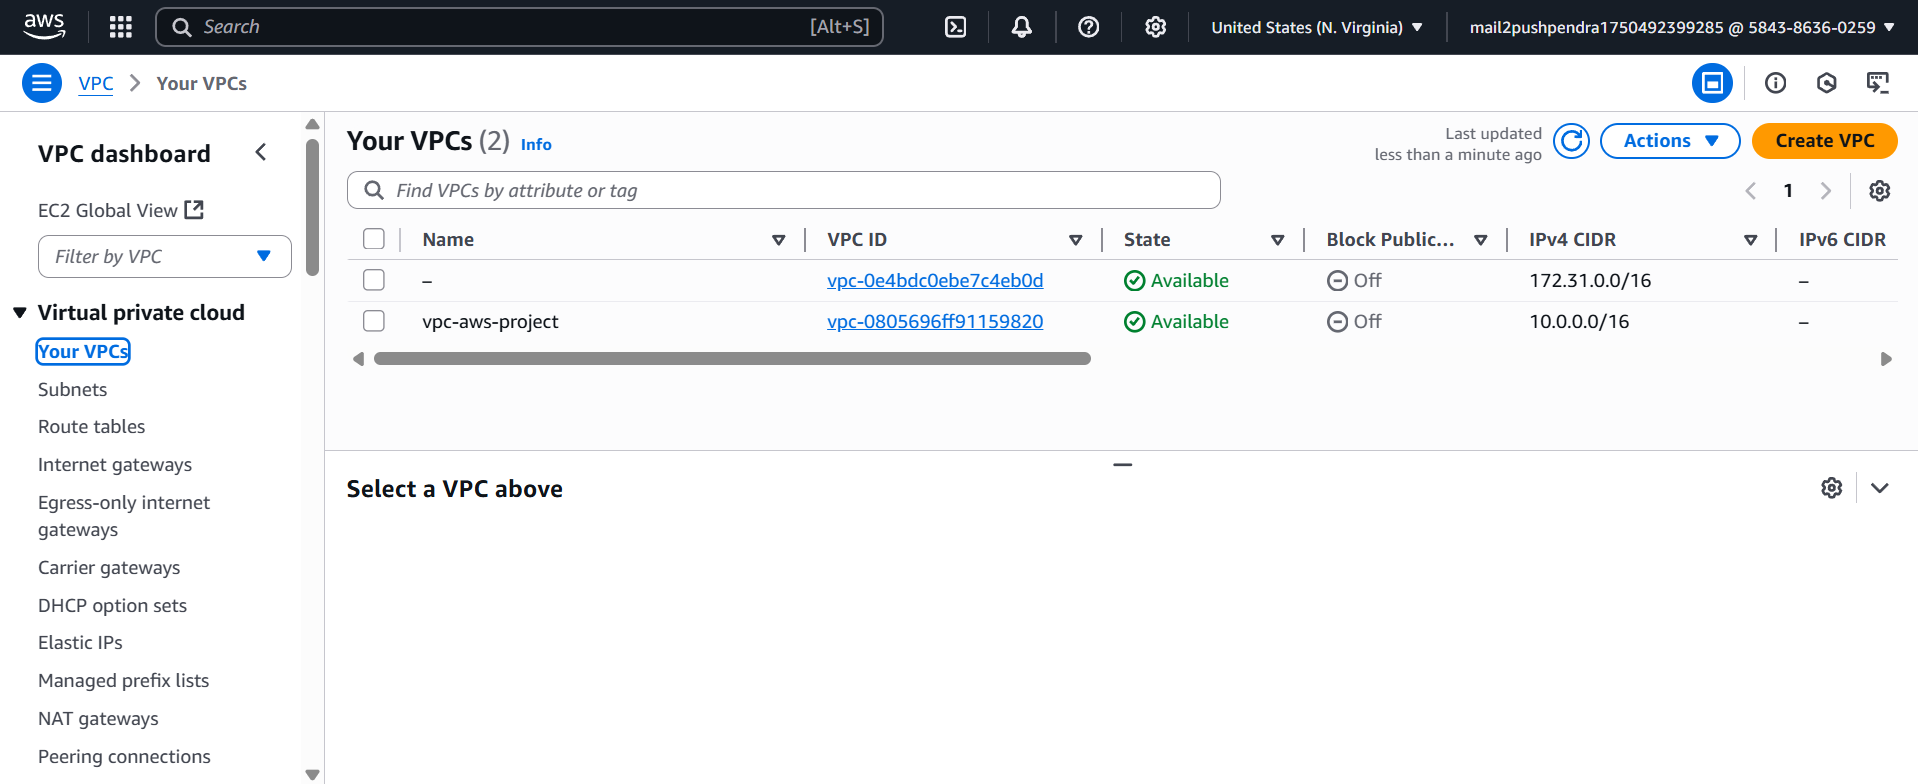 aws
Search [Alt+S]
United States (N. Virginia)
mail2pushpendra1750492399285 @ 5843-8636-0259
VPC
Your VPCs
VPC dashboard
EC2 Global View
Filter by VPC
Virtual private cloud
Your VPCs
Subnets
Route tables
Internet gateways
Egress-only internet
gateways
Carrier gateways
DHCP option sets
Elastic IPs
Managed prefix lists
NAT gateways
Peering connections
Your VPCs (2) Info
Last updated
less than a minute ago
Actions
Create VPC
Find VPCs by attribute or tag
1
Name VPC ID State Block Public... IPv4 CIDR IPv6 CIDR
– vpc-0e4bdc0ebe7c4eb0d Available Off 172.31.0.0/16 –
vpc-aws-project vpc-0805696ff91159820 Available Off 10.0.0.0/16 –
Select a VPC above